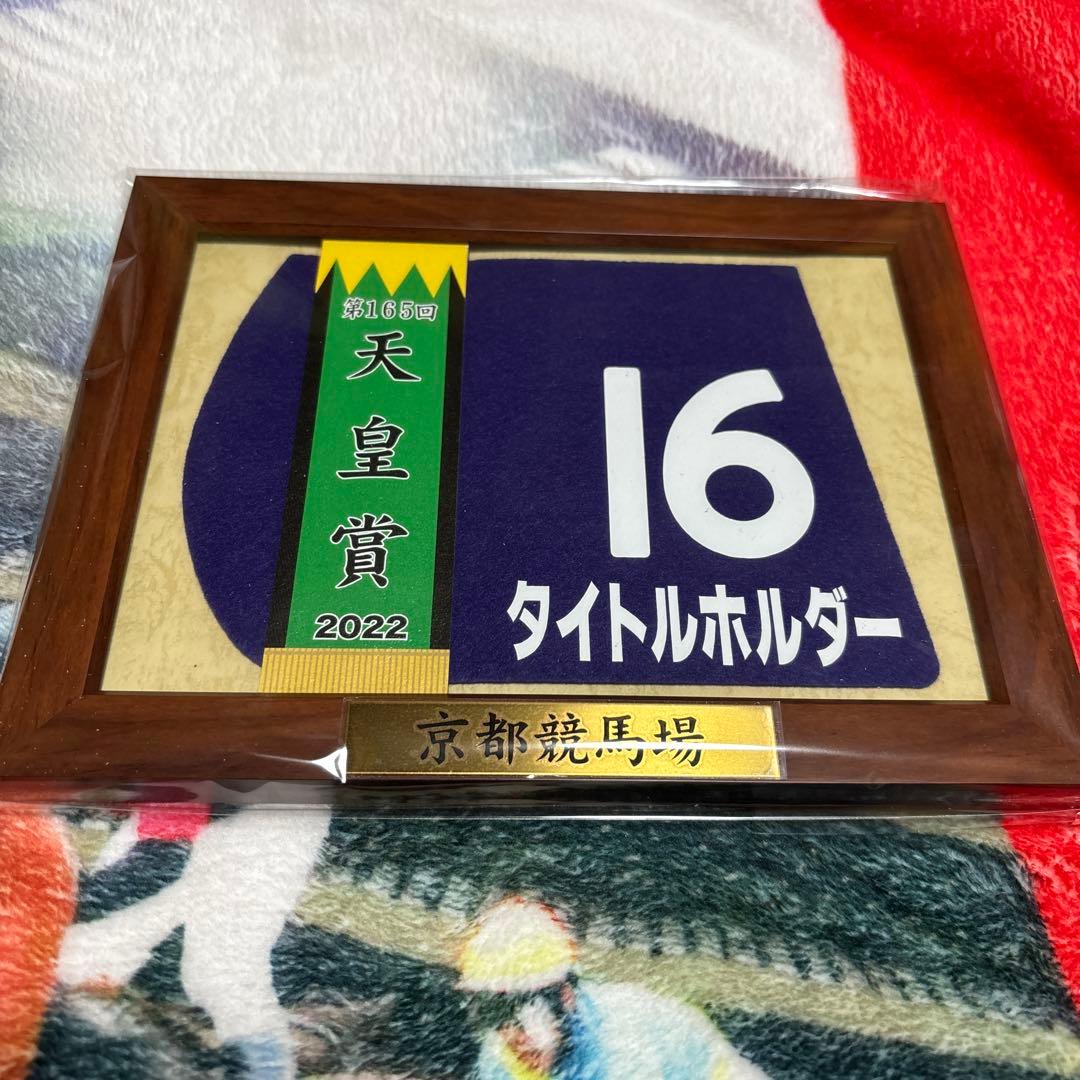 第165回
天皇賞
2022
16
タイトルホルダー
京都競馬場